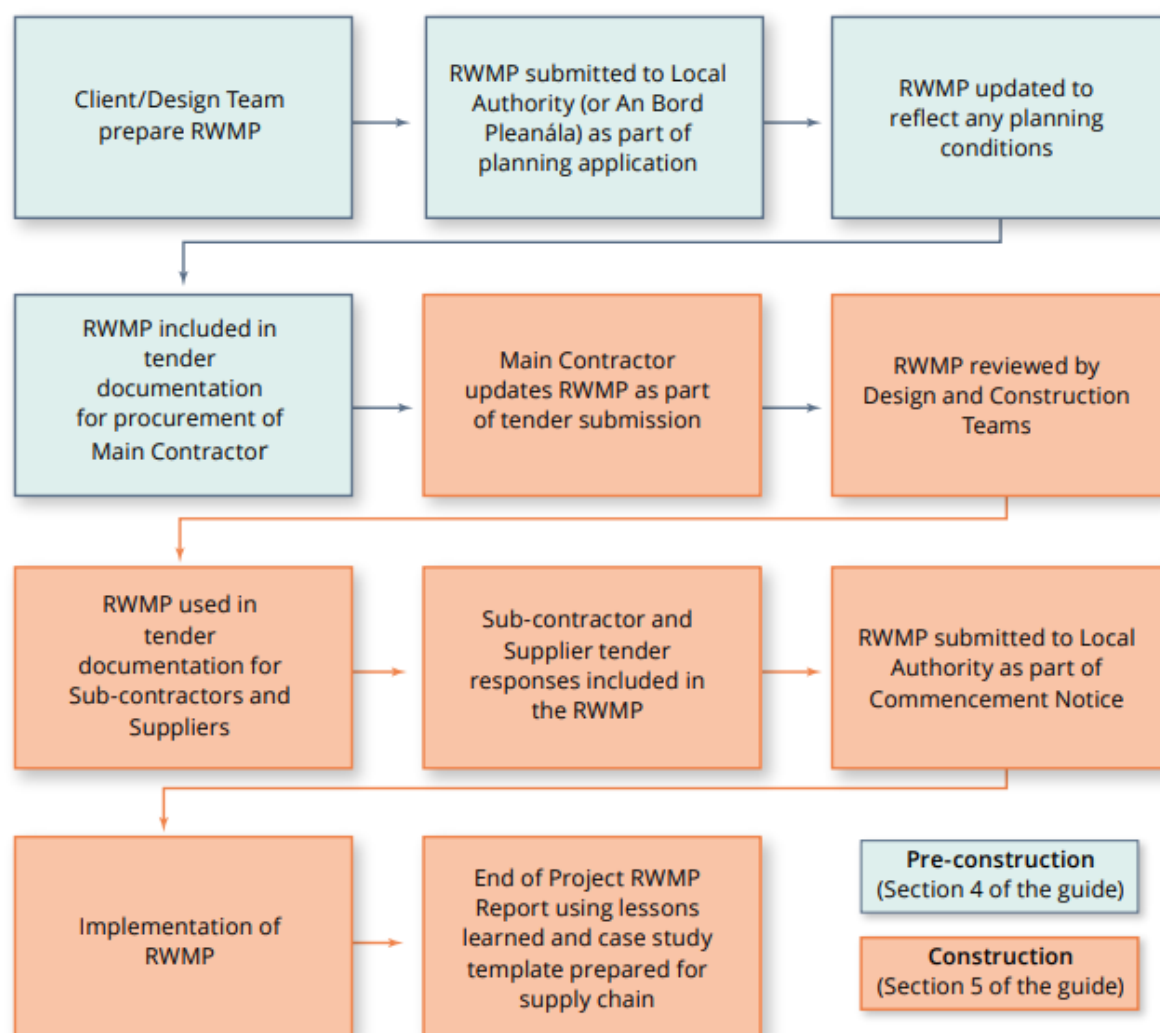 Client/Design Team
prepare RWMP
RWMP submitted to Local
Authority (or An Bord
Pleanála) as part of
planning application
RWMP updated to
reflect any planning
conditions
RWMP included in
tender
documentation
for procurement of
Main Contractor
Main Contractor
updates RWMP as part
of tender submission
RWMP reviewed by
Design and Construction
Teams
RWMP used in
tender
documentation for
Sub-contractors and
Suppliers
Sub-contractor and
Supplier tender
responses included in
the RWMP
RWMP submitted to Local
Authority as part of
Commencement Notice
Implementation of
RWMP
End of Project RWMP
Report using lessons
learned and case study
template prepared for
supply chain
Pre-construction
(Section 4 of the guide)
Construction
(Section 5 of the guide)